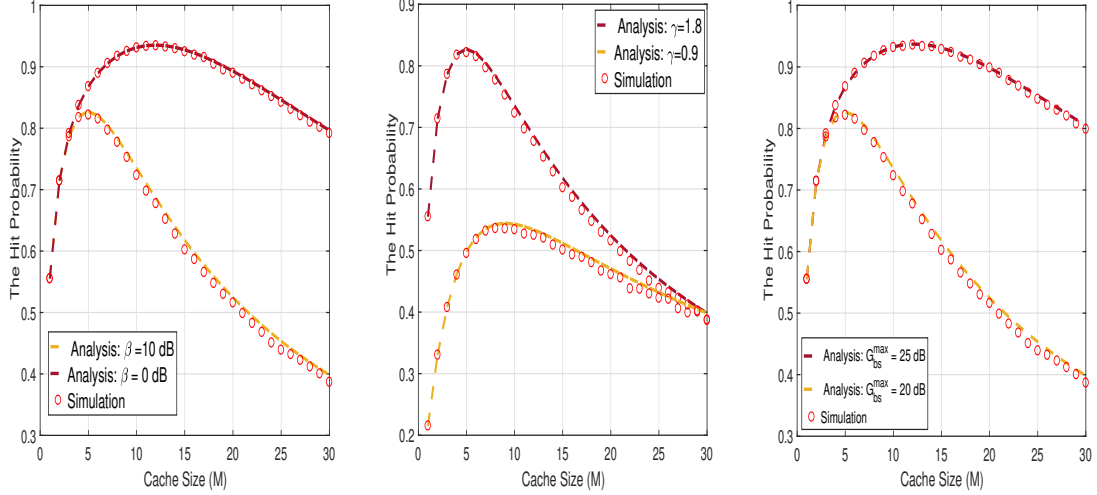 The Hit Probability
1
0.9
0.8
0.7
0.6
0.5
0.4
0.3
Analysis: β =10 dB
Analysis: β = 0 dB
Simulation
0 5 10 15 20 25 30
Cache Size (M)
The Hit Probability
0.9
0.8
0.7
0.6
0.5
0.4
0.3
0.2
Analysis: γ=1.8
Analysis: γ=0.9
Simulation
0 5 10 15 20 25 30
Cache Size (M)
The Hit Probability
1
0.9
0.8
0.7
0.6
0.5
0.4
0.3
Analysis: G_bs^max = 25 dB
Analysis: G_bs^max = 20 dB
Simulation
0 5 10 15 20 25 30
Cache Size (M)